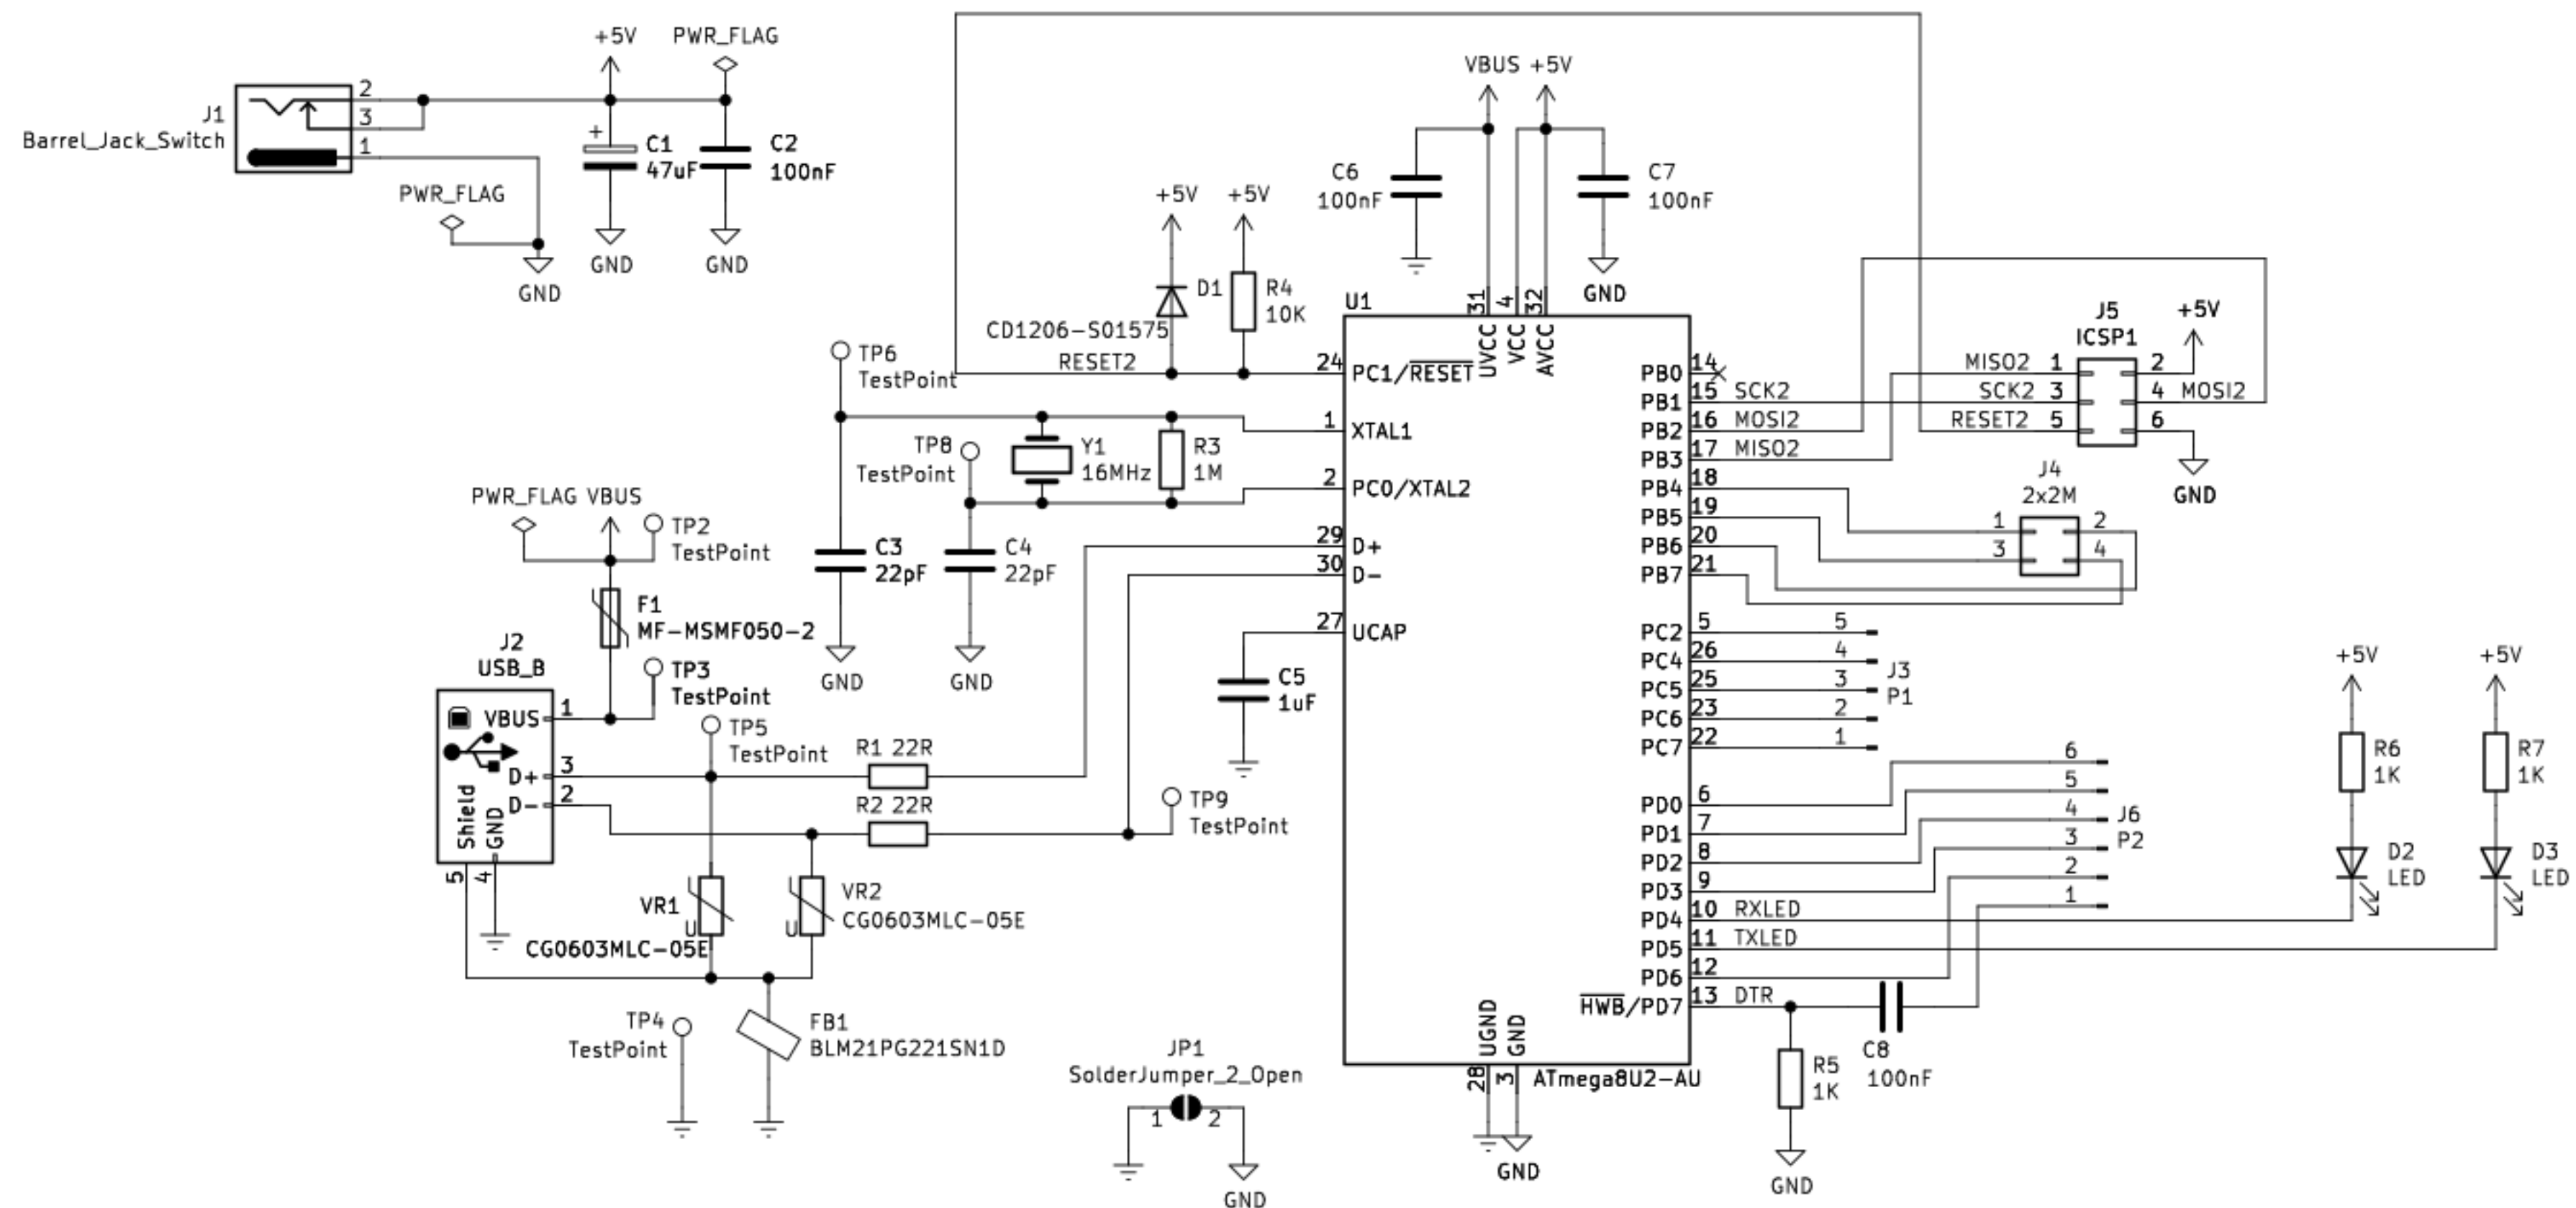 +5V
PWR_FLAG
J1
Barrel_Jack_Switch
2
3
1
PWR_FLAG
GND
+
C1
47uF
GND
C2
100nF
GND
VBUS +5V
C6
100nF
C7
100nF
GND
+5V
+5V
D1
CD1206-S01575
R4
10K
RESET2
TP6
TestPoint
TP8
TestPoint
Y1
16MHz
R3
1M
C3
22pF
GND
C4
22pF
GND
PWR_FLAG VBUS
TP2
TestPoint
F1
MF-MSMF050-2
J2
USB_B
TP3
TestPoint
VBUS
1
D+
3
D-
2
Shield
GND
5
4
TP5
TestPoint
R1 22R
R2 22R
TP9
TestPoint
VR1
U
CG0603MLC-05E
VR2
U
CG0603MLC-05E
TP4
TestPoint
FB1
BLM21PG221SN1D
JP1
SolderJumper_2_Open
1
2
GND
C5
1uF
U1
31
4
32
UVCC
VCC
AVCC
24
PC1/RESET
1
XTAL1
2
PC0/XTAL2
29
D+
30
D-
27
UCAP
PB0
14
PB1
15
SCK2
PB2
16
MOSI2
PB3
17
MISO2
PB4
18
PB5
19
PB6
20
PB7
21
PC2
5
PC4
26
PC5
25
PC6
23
PC7
22
PD0
6
PD1
7
PD2
8
PD3
9
PD4
10
RXLED
PD5
11
TXLED
PD6
12
HWB/PD7
13
DTR
UGND
GND
28
3
ATmega8U2-AU
GND
J5
ICSP1
+5V
MISO2
1
2
SCK2
3
4
MOSI2
RESET2
5
6
GND
J4
2x2M
1
2
3
4
5
4
3
2
1
J3
P1
6
5
4
3
2
1
J6
P2
R5
1K
GND
C8
100nF
+5V
R6
1K
D2
LED
+5V
R7
1K
D3
LED